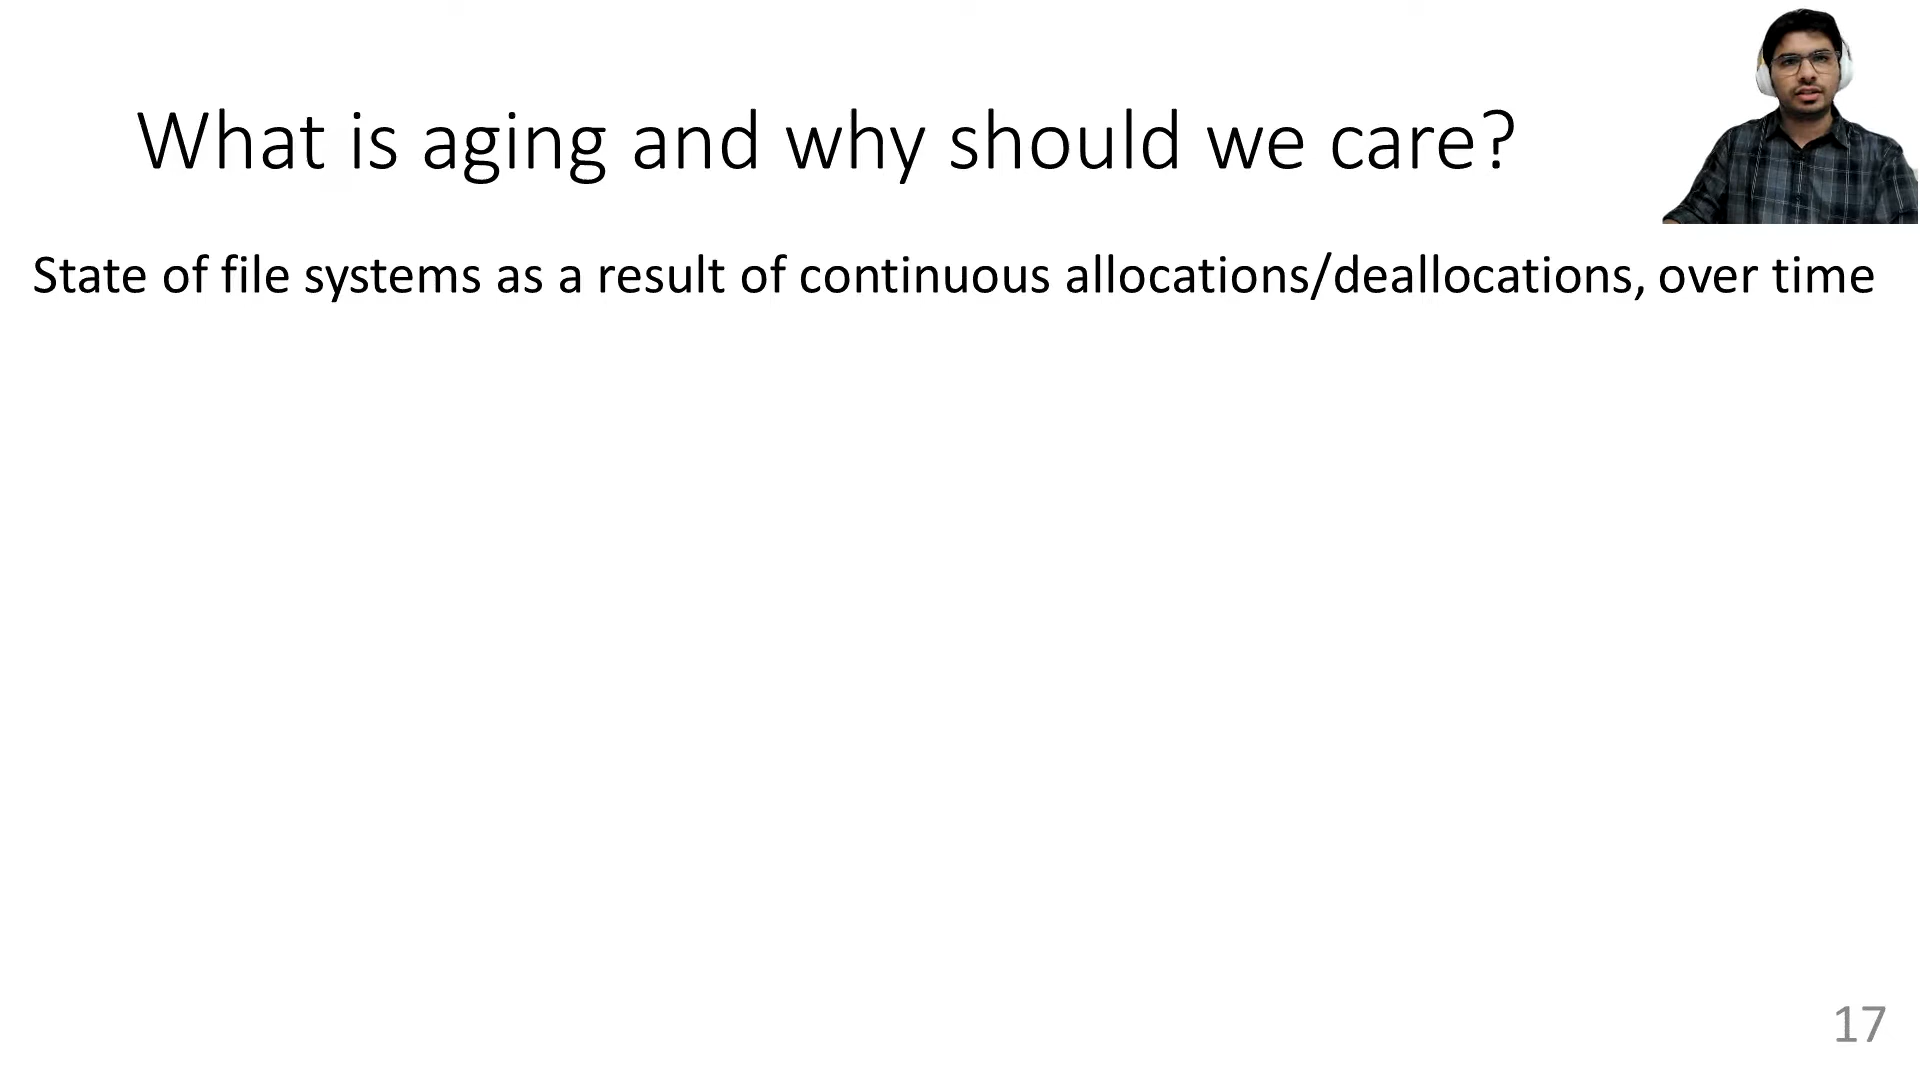 What is aging and why should we care?
State of file systems as a result of continuous allocations/deallocations, over time
17